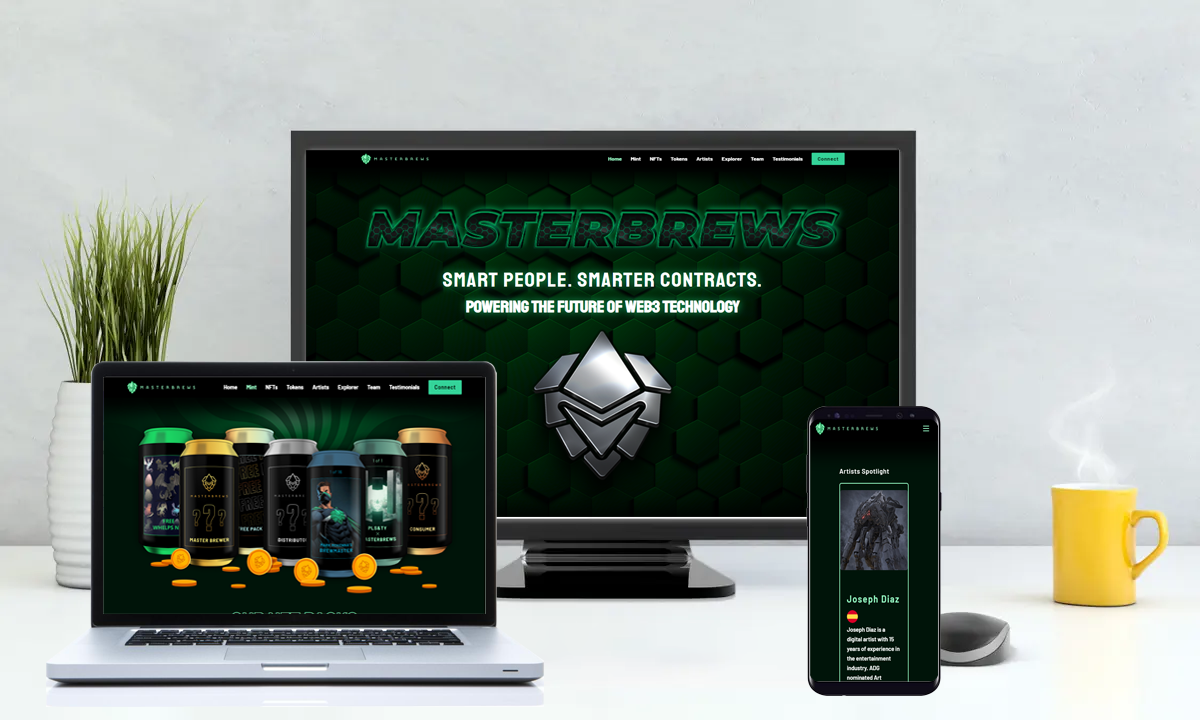 MASTERBREWS
Home Mint NFTs Tokens Artists Explorer Team Testimonials Connect
MASTERBREWS
SMART PEOPLE. SMARTER CONTRACTS.
POWERING THE FUTURE OF WEB3 TECHNOLOGY
MASTERBREWS
Home Mint NFTs Tokens Artists Explorer Team Testimonials Connect
MASTERBREWS
???
MASTER BREWER
FREE PACK
MASTERBREWS
???
DISTRIBUTOR
BREWMASTER
MASTERBREWS
???
CONSUMER
MASTERBREWS
Artists Spotlight
Joseph Diaz
Joseph Diaz is a
digital artist with 15
years of experience in
the entertainment
industry. ADG
nominated Art